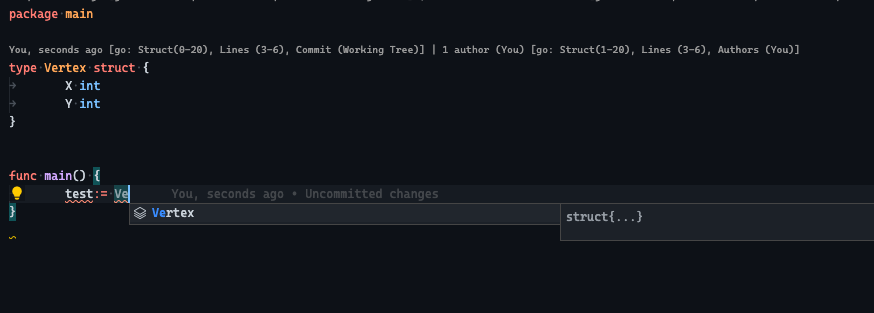 package main
You, seconds ago [go: Struct(0-20), Lines (3-6), Commit (Working Tree)] | 1 author (You) [go: Struct(1-20), Lines (3-6), Authors (You)]
type Vertex struct {
X int
Y int
}
func main() {
test:= Ve You, seconds ago • Uncommitted changes
}
Vertex
struct{...}